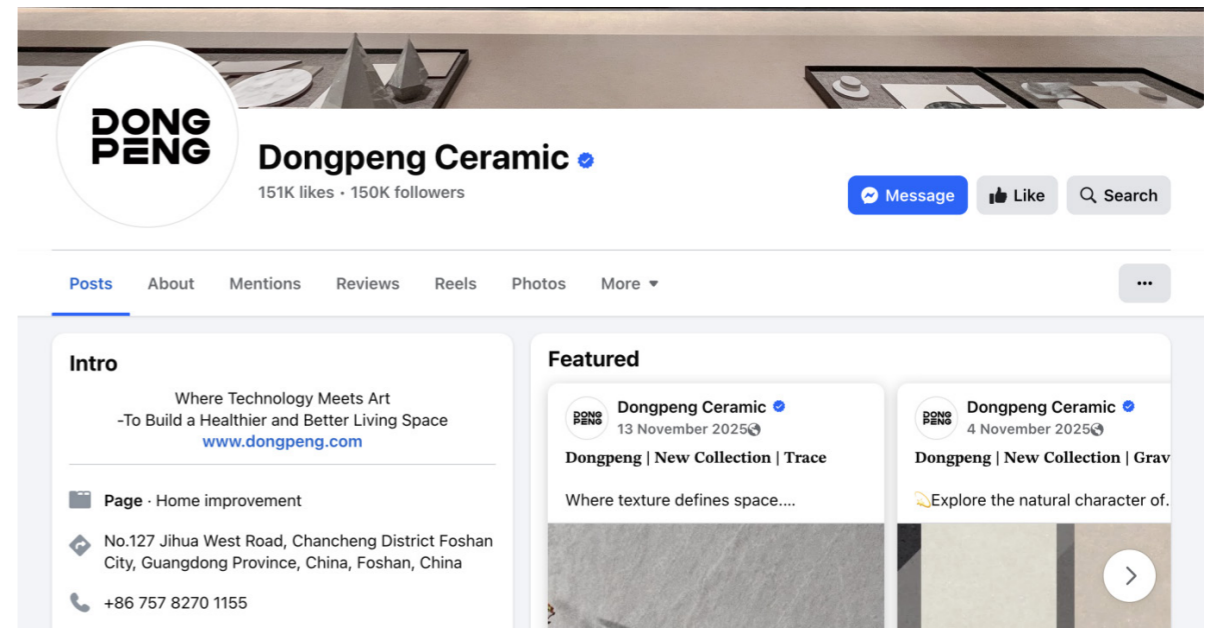 DONG
PENG
Dongpeng Ceramic
151K likes · 150K followers
Message
Like
Search
Posts
About
Mentions
Reviews
Reels
Photos
More
Intro
Where Technology Meets Art
-To Build a Healthier and Better Living Space
www.dongpeng.com
Page · Home improvement
No.127 Jihua West Road, Chancheng District Foshan
City, Guangdong Province, China, Foshan, China
+86 757 8270 1155
Featured
DONG
PENG
Dongpeng Ceramic
13 November 2025
Dongpeng | New Collection | Trace
Where texture defines space....
DONG
PENG
Dongpeng Ceramic
4 November 2025
Dongpeng | New Collection | Grav
Explore the natural character of.